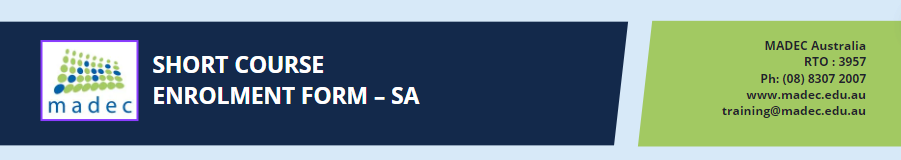 madec
SHORT COURSE
ENROLMENT FORM – SA
MADEC Australia
RTO : 3957
Ph: (08) 8307 2007
www.madec.edu.au
training@madec.edu.au